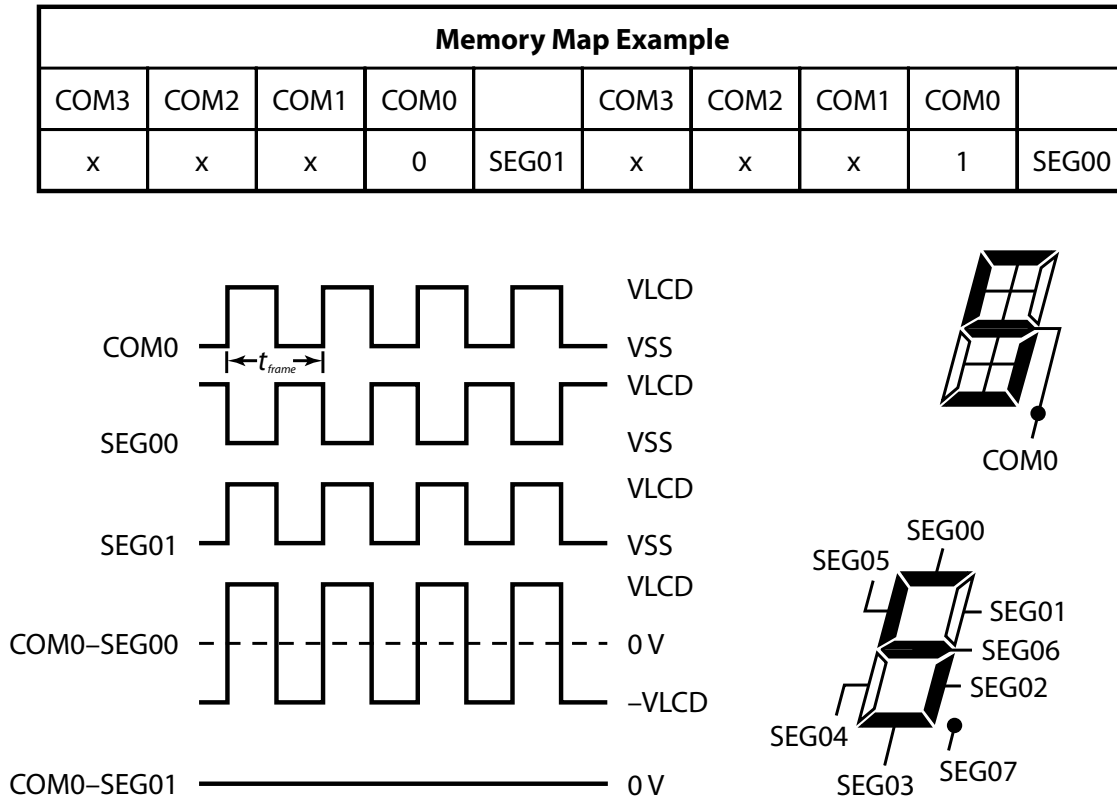 Memory Map Example
COM3 COM2 COM1 COM0 COM3 COM2 COM1 COM0
x x x 0 SEG01 x x x 1 SEG00
VLCD
COM0 VSS
t frame
VLCD
SEG00 VSS
VLCD
SEG01 VSS
VLCD
COM0–SEG00 0 V
–VLCD
COM0–SEG01 0 V
COM0
SEG00
SEG05
SEG01
SEG06
SEG02
SEG04
SEG03 SEG07